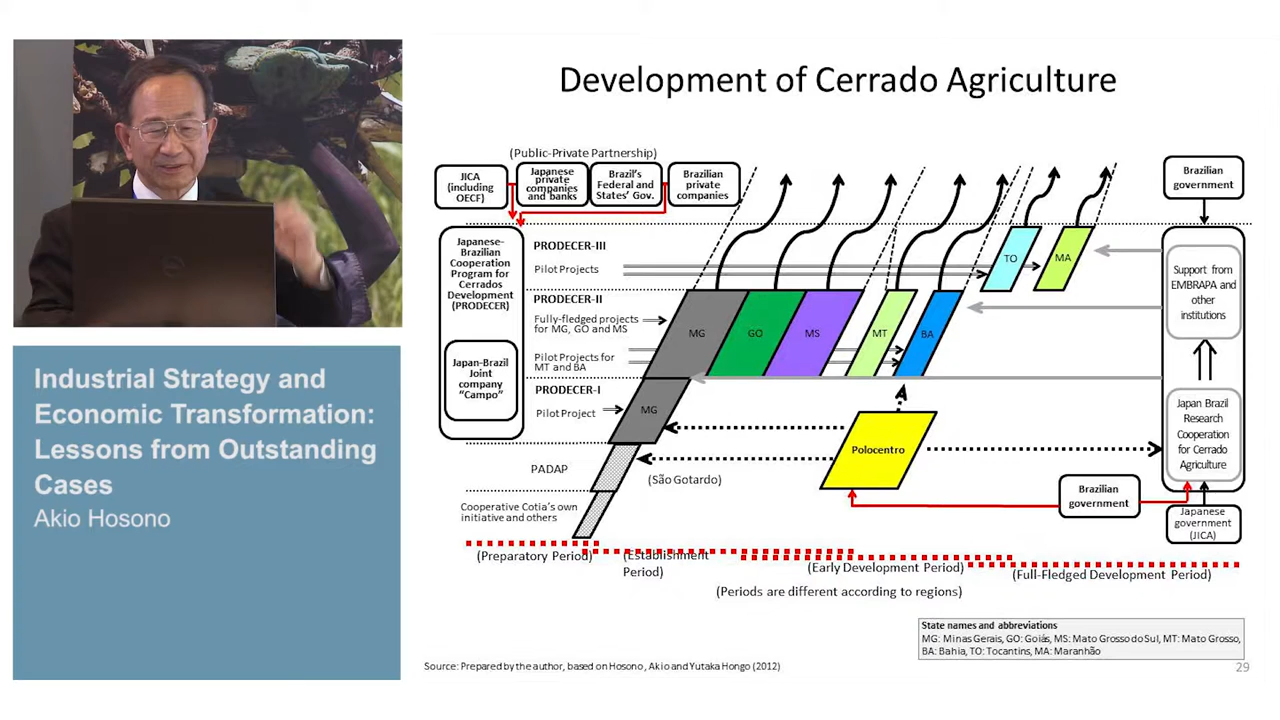 Industrial Strategy and
Economic Transformation:
Lessons from Outstanding
Cases
Akio Hosono
Development of Cerrado Agriculture
(Public-Private Partnership)
JICA
(including
OECF)
Japanese
private
companies
and banks
Brazil's
Federal and
States' Gov.
Brazilian
private
companies
Brazilian
government
Japanese-
Brazilian
Cooperation
Program for
Cerrados
Development
(PRODECER)
Japan-Brazil
Joint
company
"Campo"
PRODECER-III
Pilot Projects
TO
MA
PRODECER-II
Fully-fledged projects
for MG, GO and MS
Pilot Projects for
MT and BA
MG
GO
MS
MT
BA
PRODECER-I
Pilot Project
MG
PADAP
(São Gotardo)
Cooperative Cotia's own
initiative and others
Polocentro
Support from
EMBRAPA and
other
institutions
Japan Brazil
Research
Cooperation
for Cerrado
Agriculture
Brazilian
government
Japanese
government
(JICA)
(Preparatory Period)
(Establishment
Period)
(Early Development Period)
(Full-Fledged Development Period)
(Periods are different according to regions)
State names and abbreviations
MG: Minas Gerais, GO: Goiás, MS: Mato Grosso do Sul, MT: Mato Grosso,
BA: Bahia, TO: Tocantins, MA: Maranhão
Source: Prepared by the author, based on Hosono, Akio and Yutaka Hongo (2012)
29